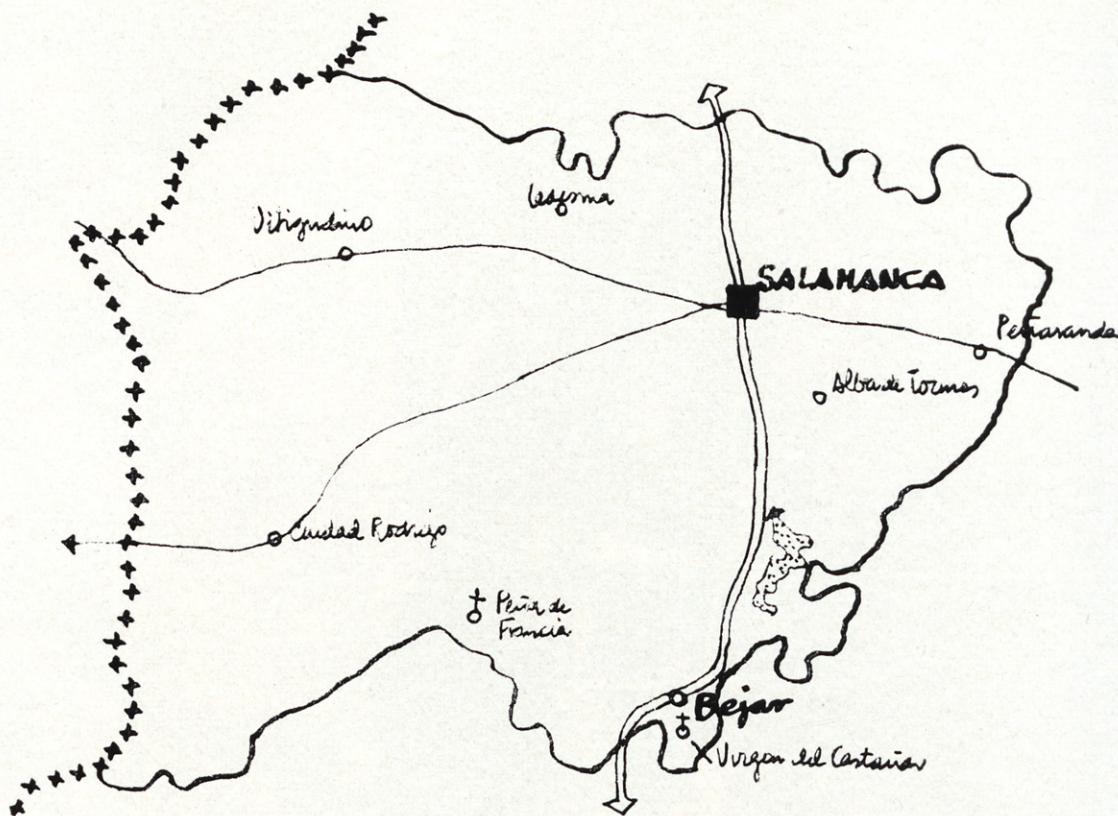 Ledesma
Vitigudino
SALAMANCA
Peñaranda
Alba de Tormes
Ciudad Rodrigo
Peña de
Francia
Bejar
Virgen del Castañar